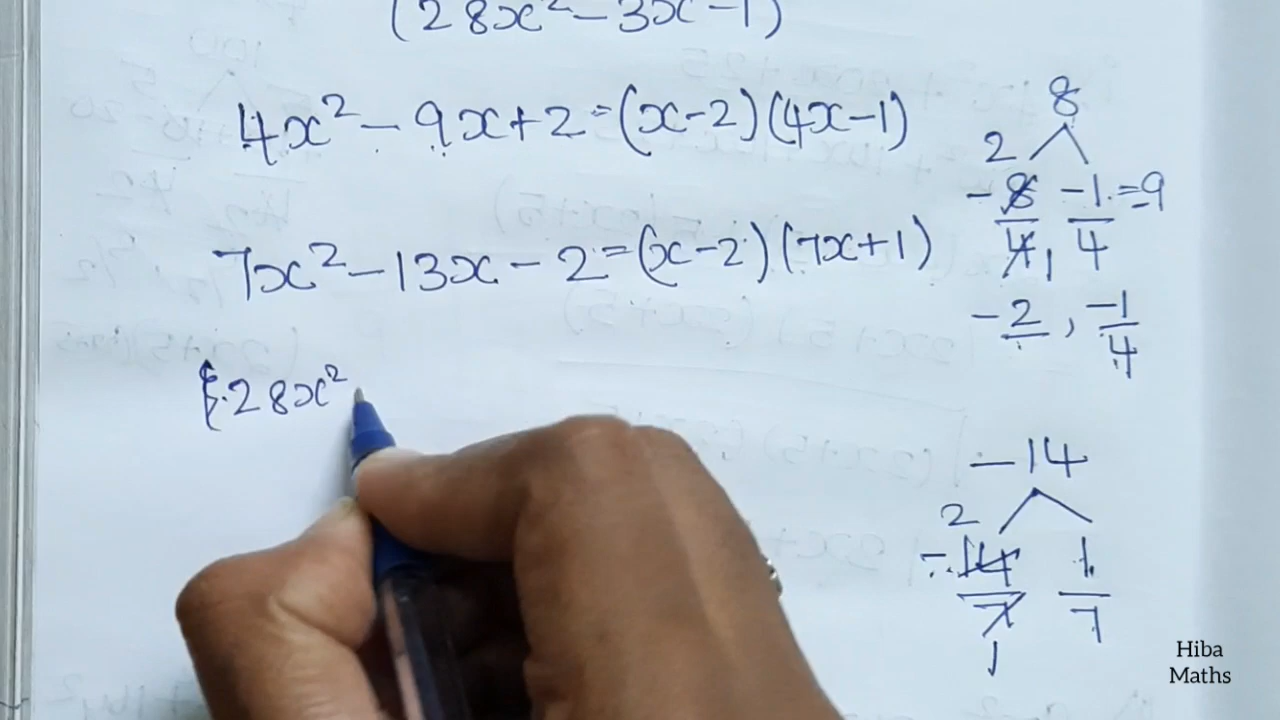 (28x² - 3x - 1)
4x² - 9x + 2 = (x-2)(4x-1)
7x² - 13x - 2 = (x-2)(7x+1)
28x²
8
2
-8/4, -1/4 = -9
1
-2, -1/4
-14
2
-14/7 1/7
1
Hiba
Maths